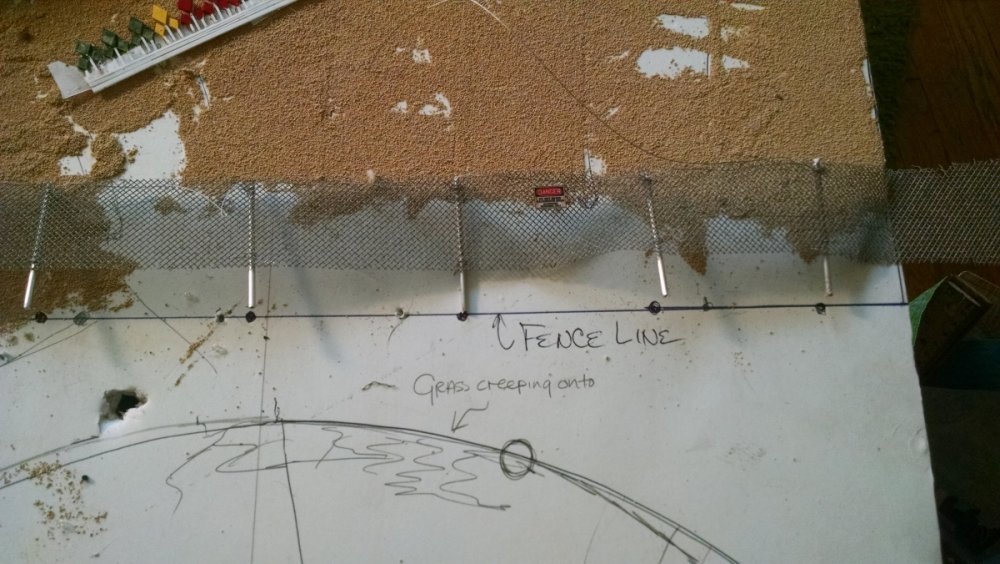 DANGER
FENCE LINE
GRASS creeping onto